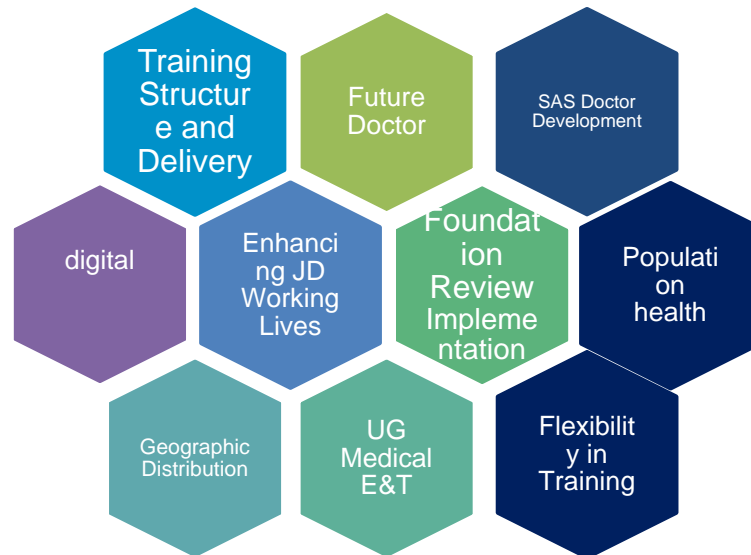 Training
Structur
e and
Delivery
Future
Doctor
SAS Doctor
Development
digital
Enhanci
ng JD
Working
Lives
Foundat
ion
Review
Impleme
ntation
Populati
on
health
Geographic
Distribution
UG
Medical
E&T
Flexibilit
y in
Training